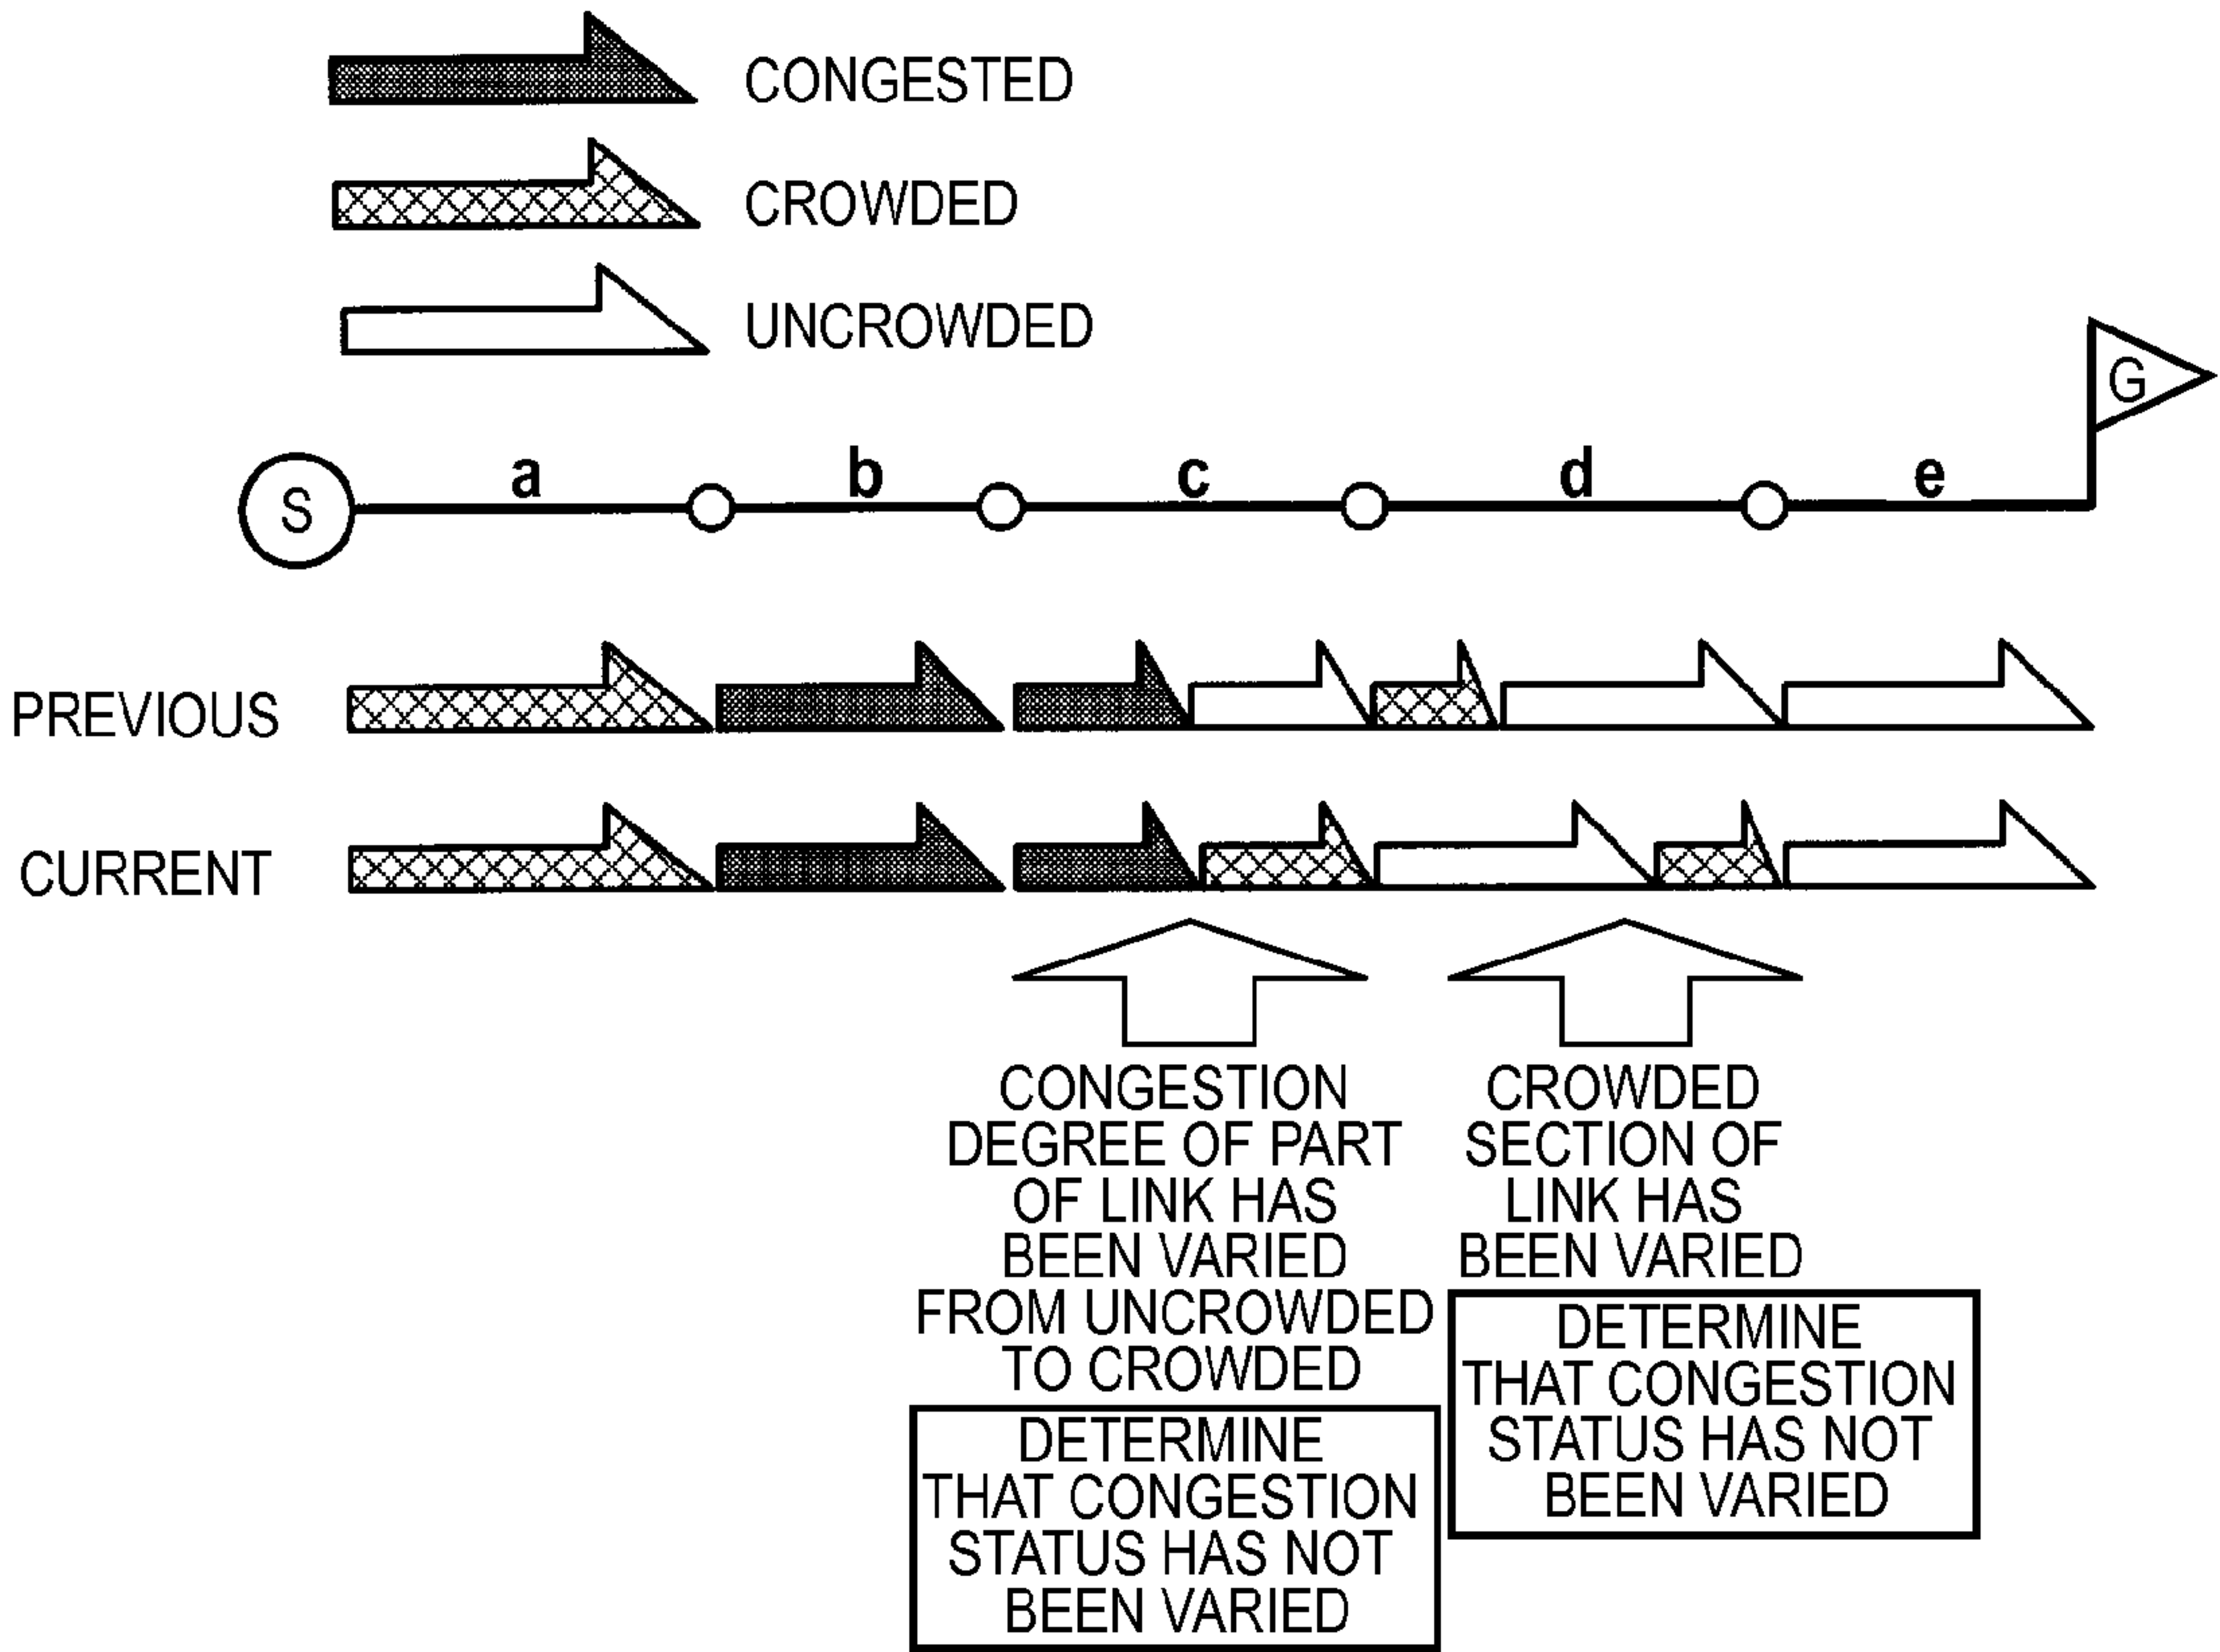 CONGESTED
CROWDED
UNCROWDED
G
S
a b c d e
PREVIOUS
CURRENT
CONGESTION
DEGREE OF PART
OF LINK HAS
BEEN VARIED
FROM UNCROWDED
TO CROWDED
DETERMINE
THAT CONGESTION
STATUS HAS NOT
BEEN VARIED
CROWDED
SECTION OF
LINK HAS
BEEN VARIED
DETERMINE
THAT CONGESTION
STATUS HAS NOT
BEEN VARIED